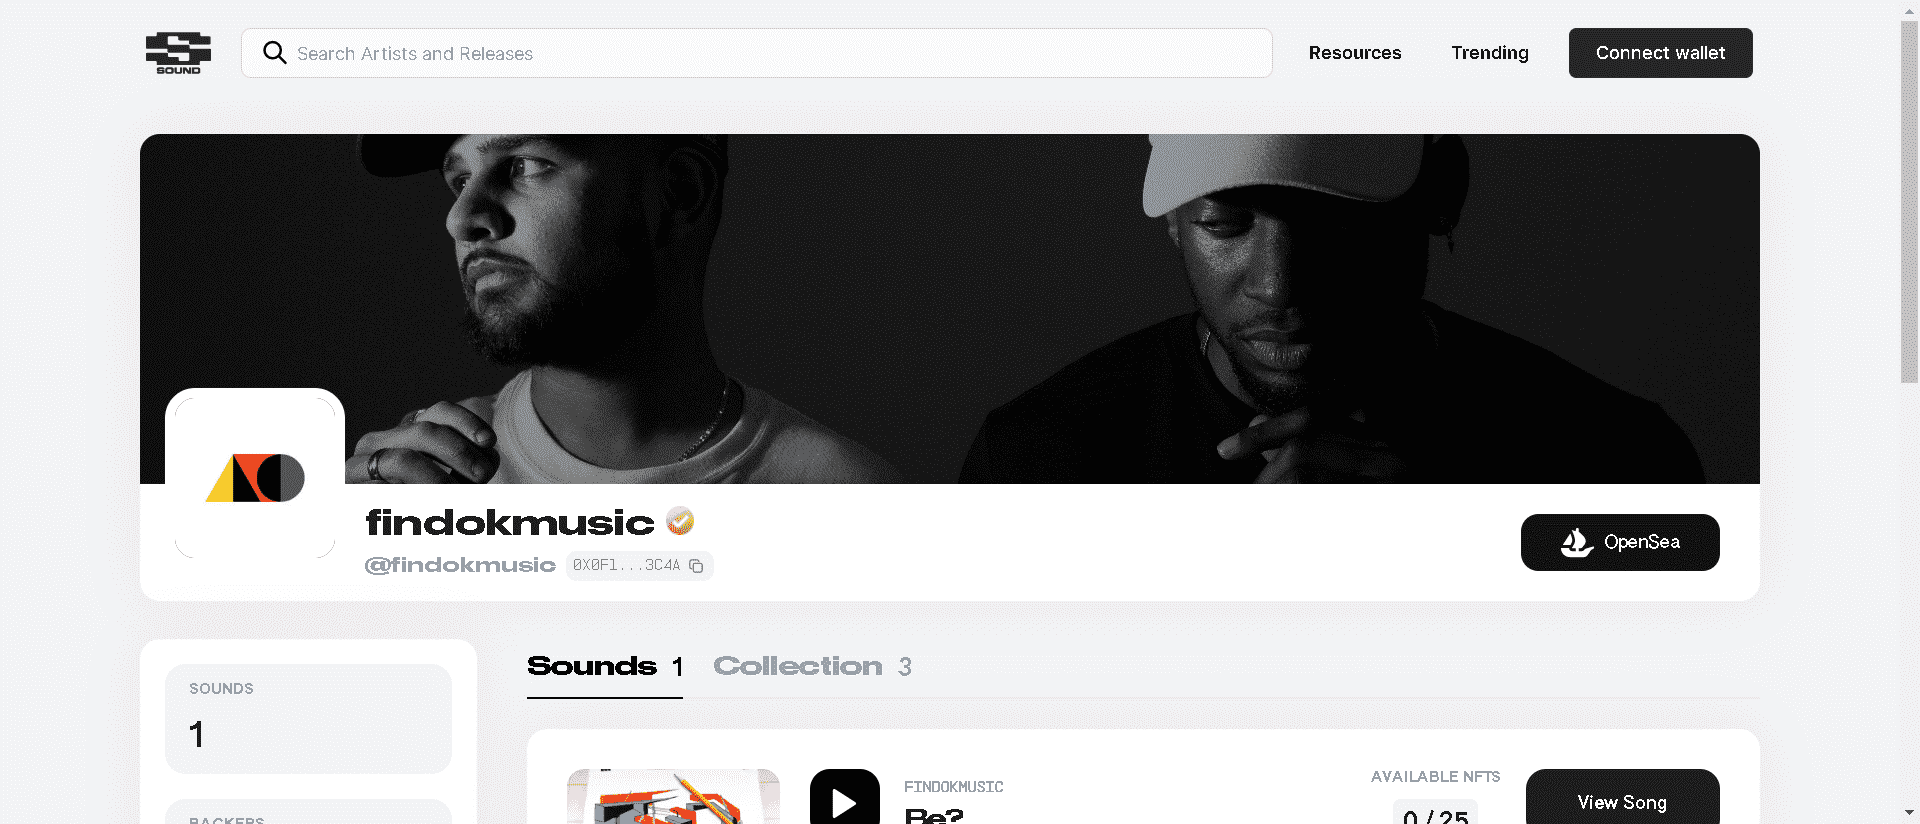 SOUND
Search Artists and Releases
Resources
Trending
Connect wallet
findokmusic
@findokmusic
0X0F1...3C4A
OpenSea
SOUNDS
1
BACKERS
Sounds 1
Collection 3
FINDOKMUSIC
Re?
AVAILABLE NFTS
0 / 25
View Song